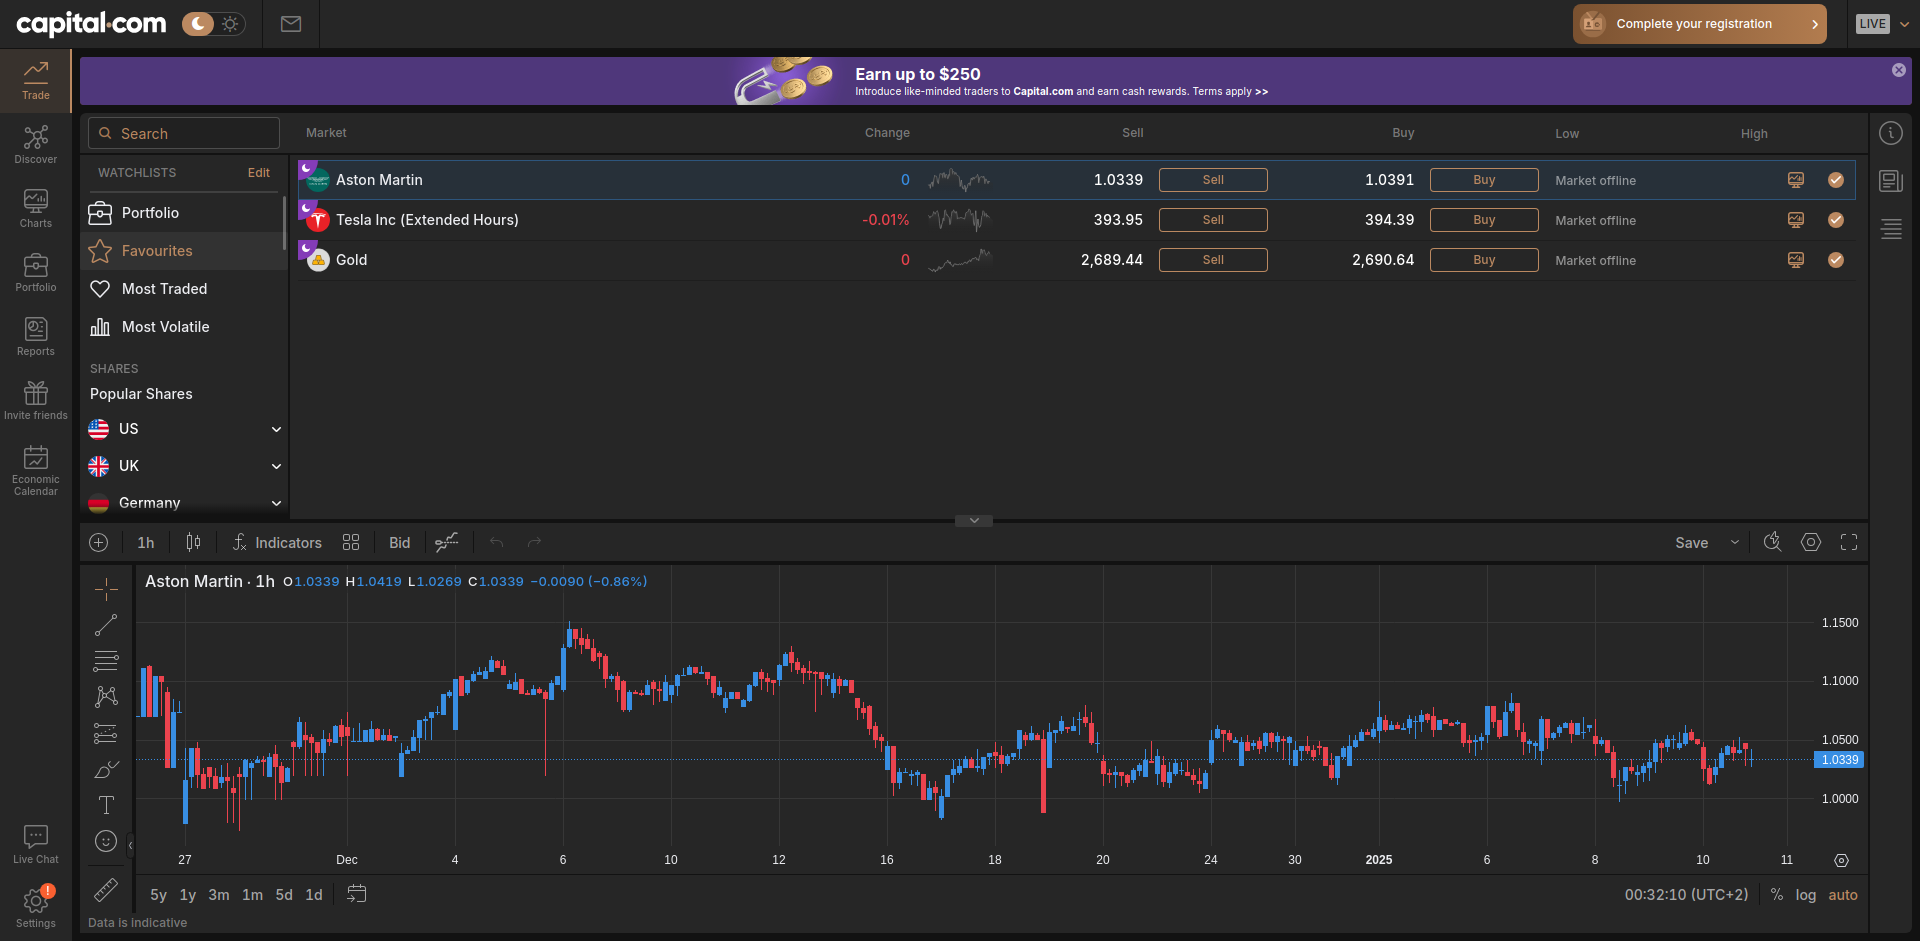 capital.com
Complete your registration
LIVE
Trade
Discover
Charts
Portfolio
Reports
Invite friends
Economic
Calendar
Live Chat
!
Settings
Earn up to $250
Introduce like-minded traders to Capital.com and earn cash rewards. Terms apply >>
Search
Market Change Sell Buy Low High
WATCHLISTS Edit
Portfolio
Favourites
Most Traded
Most Volatile
SHARES
Popular Shares
US
UK
Germany
Aston Martin 0 1.0339 Sell 1.0391 Buy Market offline
Tesla Inc (Extended Hours) -0.01% 393.95 Sell 394.39 Buy Market offline
Gold 0 2,689.44 Sell 2,690.64 Buy Market offline
1h Indicators Bid Save
Aston Martin · 1h O1.0339 H1.0419 L1.0269 C1.0339 −0.0090 (−0.86%)
1.1500
1.1000
1.0500
1.0339
1.0000
27 Dec 4 6 10 12 16 18 20 24 30 2025 6 8 10 11
5y 1y 3m 1m 5d 1d 00:32:10 (UTC+2) % log auto
Data is indicative